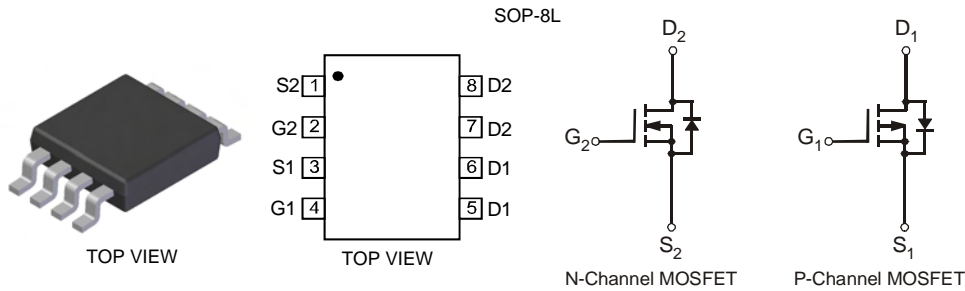 SOP-8L
D2 D1
S2 1 8 D2
G2 2 7 D2
G2 G1
S1 3 6 D1
G1 4 5 D1
S2 S1
TOP VIEW TOP VIEW
N-Channel MOSFET P-Channel MOSFET